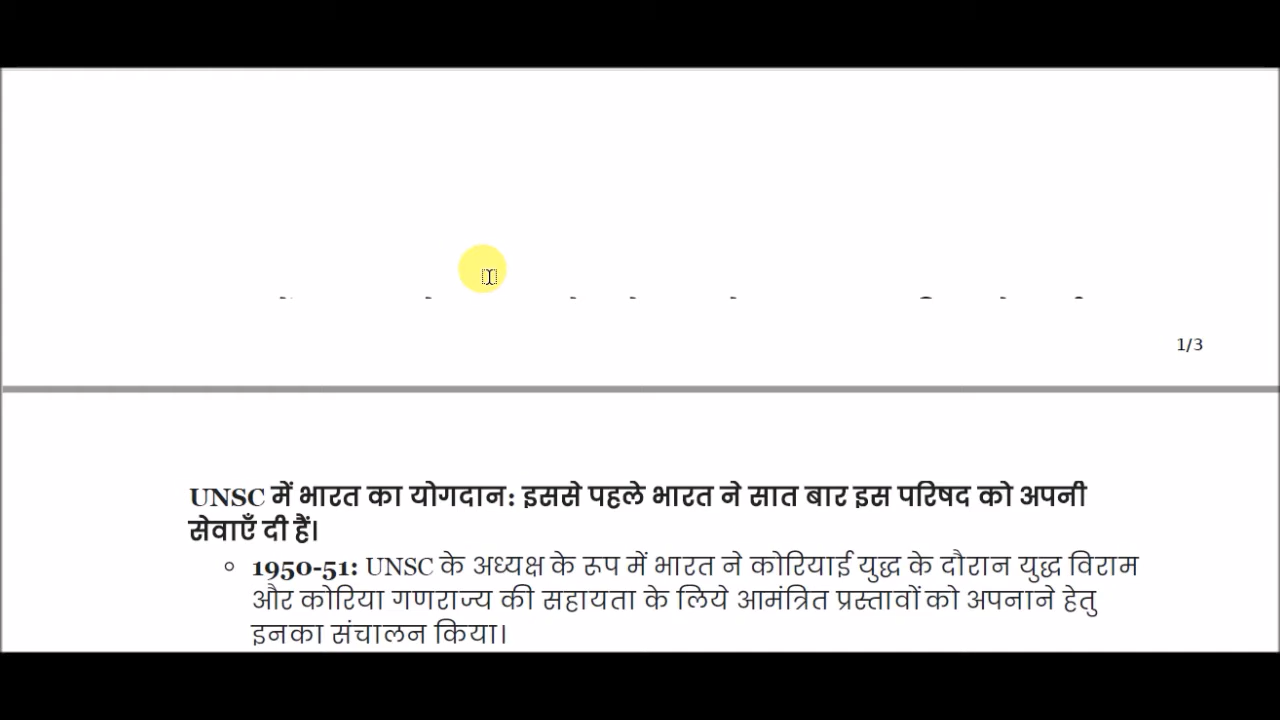 1/3
UNSC में भारत का योगदान: इससे पहले भारत ने सात बार इस परिषद को अपनी
सेवाएँ दी हैं।
1950-51: UNSC के अध्यक्ष के रूप में भारत ने कोरियाई युद्ध के दौरान युद्ध विराम
और कोरिया गणराज्य की सहायता के लिये आमंत्रित प्रस्तावों को अपनाने हेतु
इनका संचालन किया।